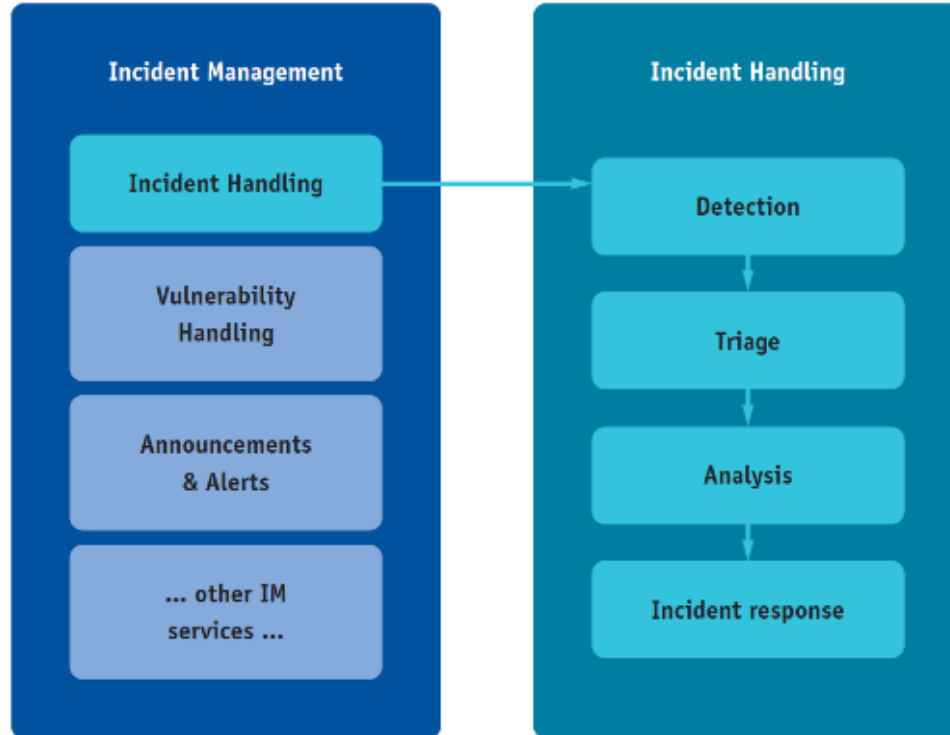 Incident Management
Incident Handling
Vulnerability
Handling
Announcements
& Alerts
... other IM
services ...
Incident Handling
Detection
Triage
Analysis
Incident response